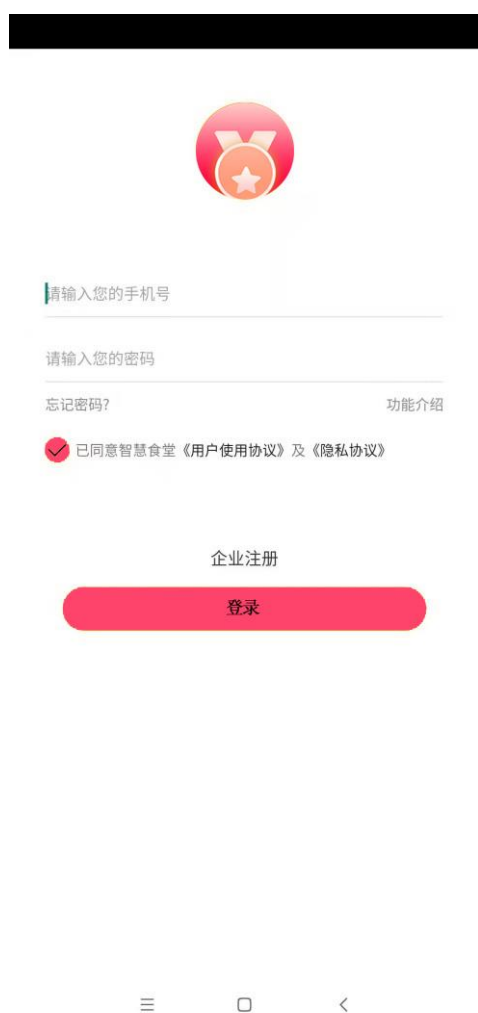 请输入您的手机号
请输入您的密码
忘记密码? 功能介绍
已同意智慧食堂《用户使用协议》及《隐私协议》
企业注册
登录